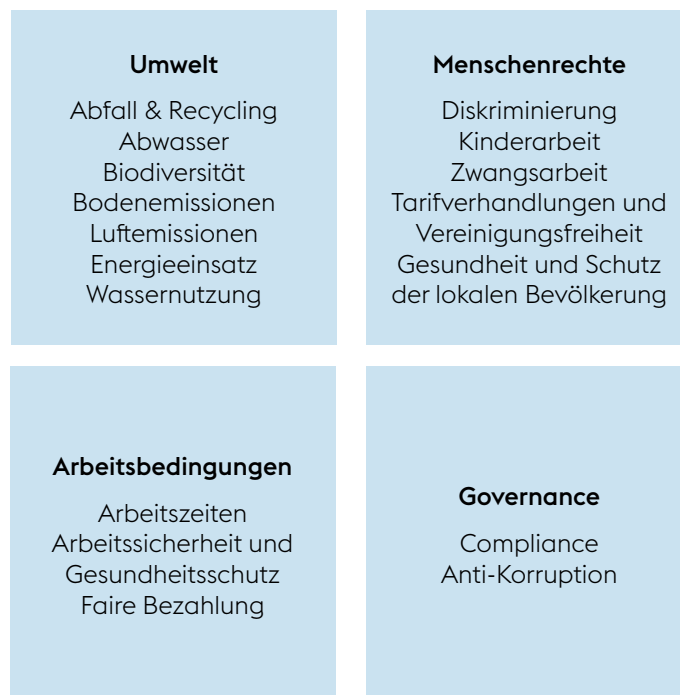 Umwelt
Abfall & Recycling
Abwasser
Biodiversität
Bodenemissionen
Luftemissionen
Energieeinsatz
Wassernutzung
Menschenrechte
Diskriminierung
Kinderarbeit
Zwangsarbeit
Tarifverhandlungen und
Vereinigungsfreiheit
Gesundheit und Schutz
der lokalen Bevölkerung
Arbeitsbedingungen
Arbeitszeiten
Arbeitssicherheit und
Gesundheitsschutz
Faire Bezahlung
Governance
Compliance
Anti-Korruption